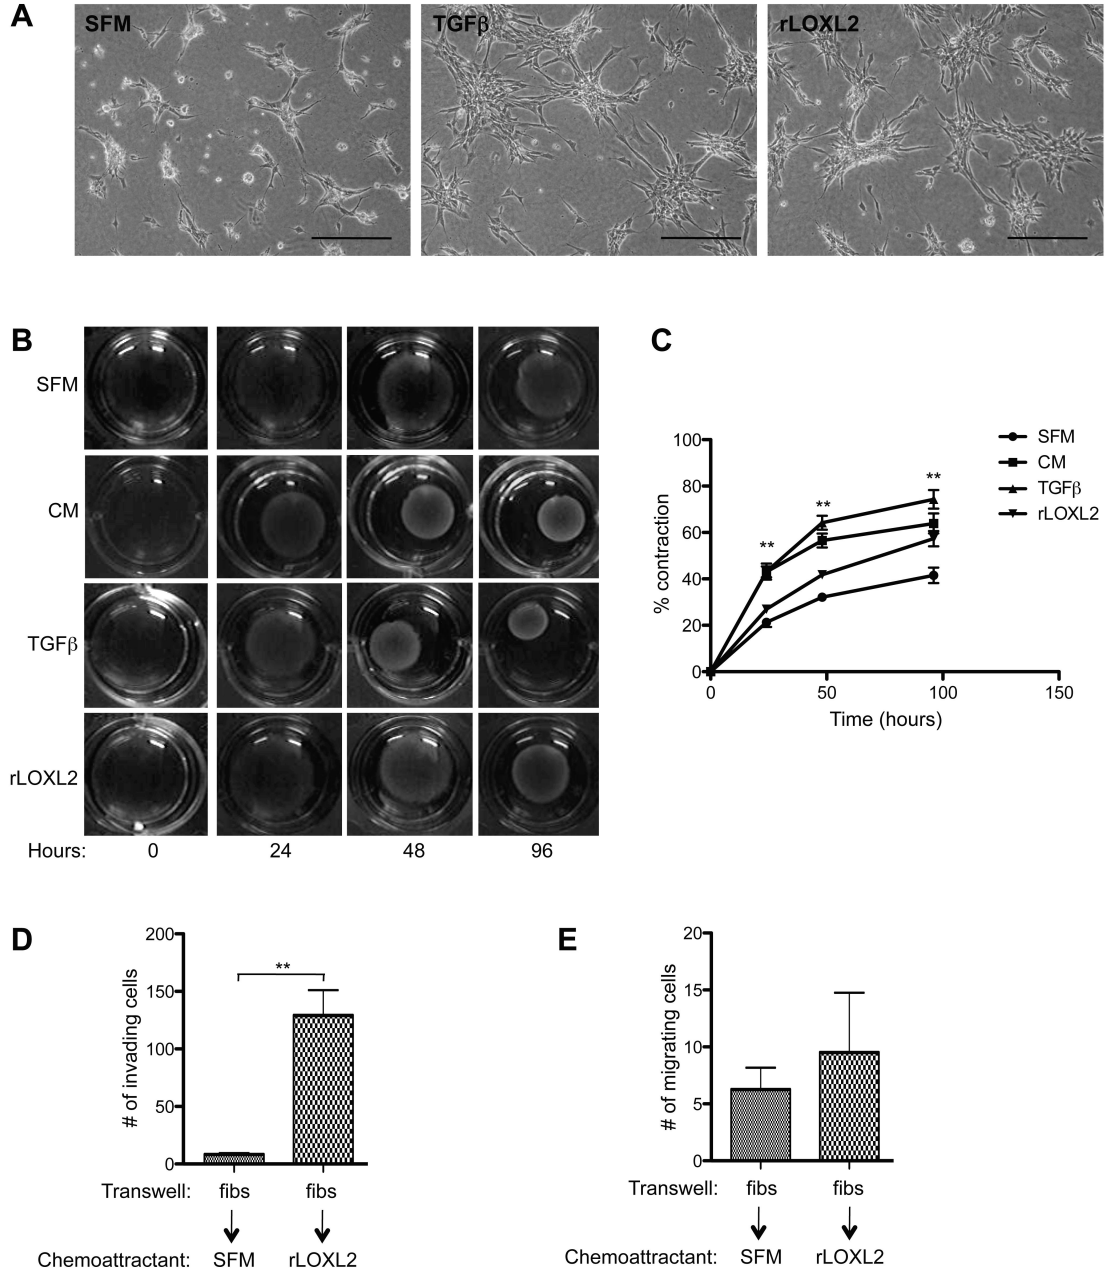 A
SFM
TGFβ
rLOXL2
B
SFM
CM
TGFβ
rLOXL2
Hours: 0 24 48 96
C
% contraction
100
80
60
40
20
0
**
**
**
0 50 100 150
Time (hours)
SFM
CM
TGFβ
rLOXL2
D
# of invading cells
200
150
100
50
0
**
Transwell: fibs fibs
Chemoattractant: SFM rLOXL2
E
# of migrating cells
20
15
10
5
0
Transwell: fibs fibs
Chemoattractant: SFM rLOXL2